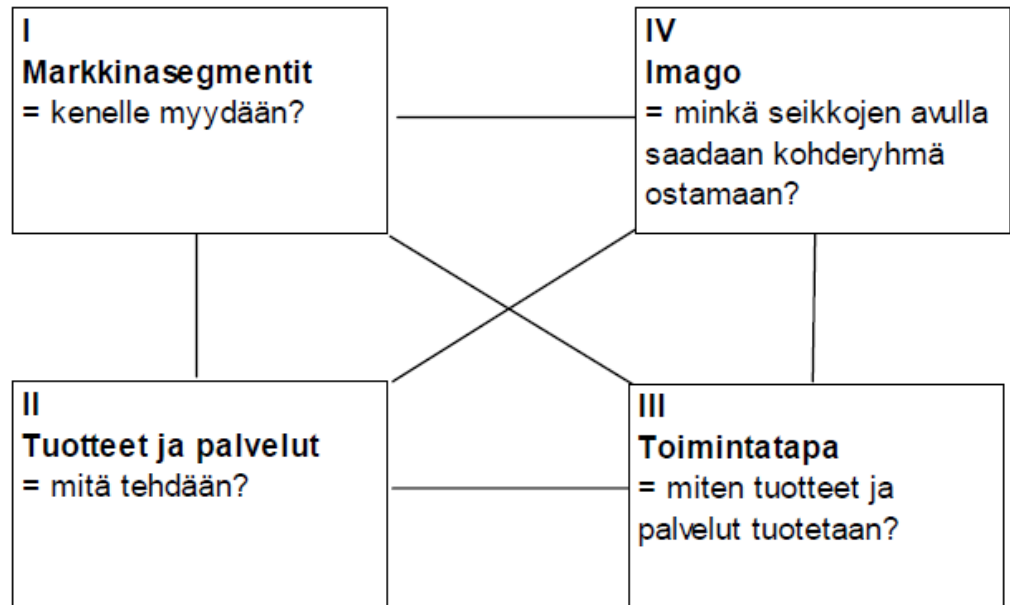 I
Markkinasegmentit
= kenelle myydään?
IV
Imago
= minkä seikkojen avulla
saadaan kohderyhmä
ostamaan?
II
Tuotteet ja palvelut
= mitä tehdään?
III
Toimintatapa
= miten tuotteet ja
palvelut tuotetaan?